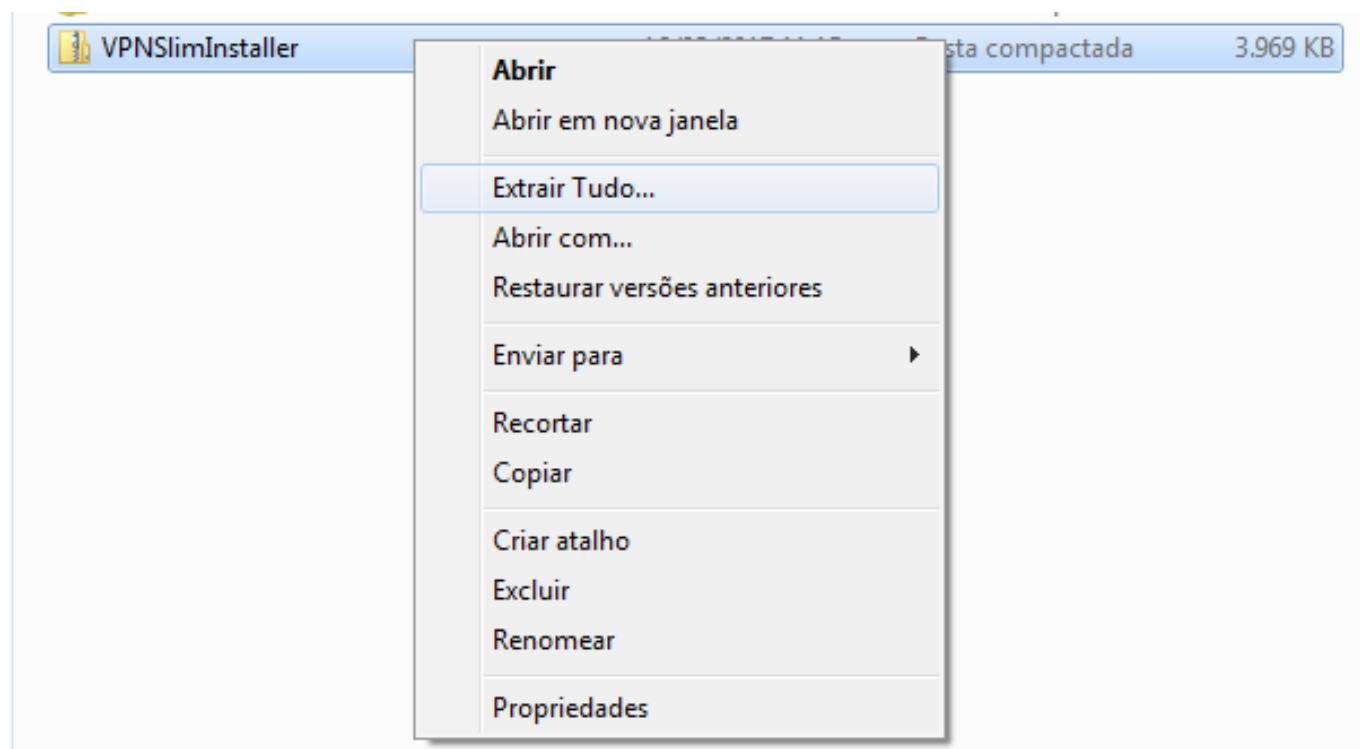 VPNSlimInstaller sta compactada 3.969 KB
Abrir
Abrir em nova janela
Extrair Tudo...
Abrir com...
Restaurar versões anteriores
Enviar para
Recortar
Copiar
Criar atalho
Excluir
Renomear
Propriedades